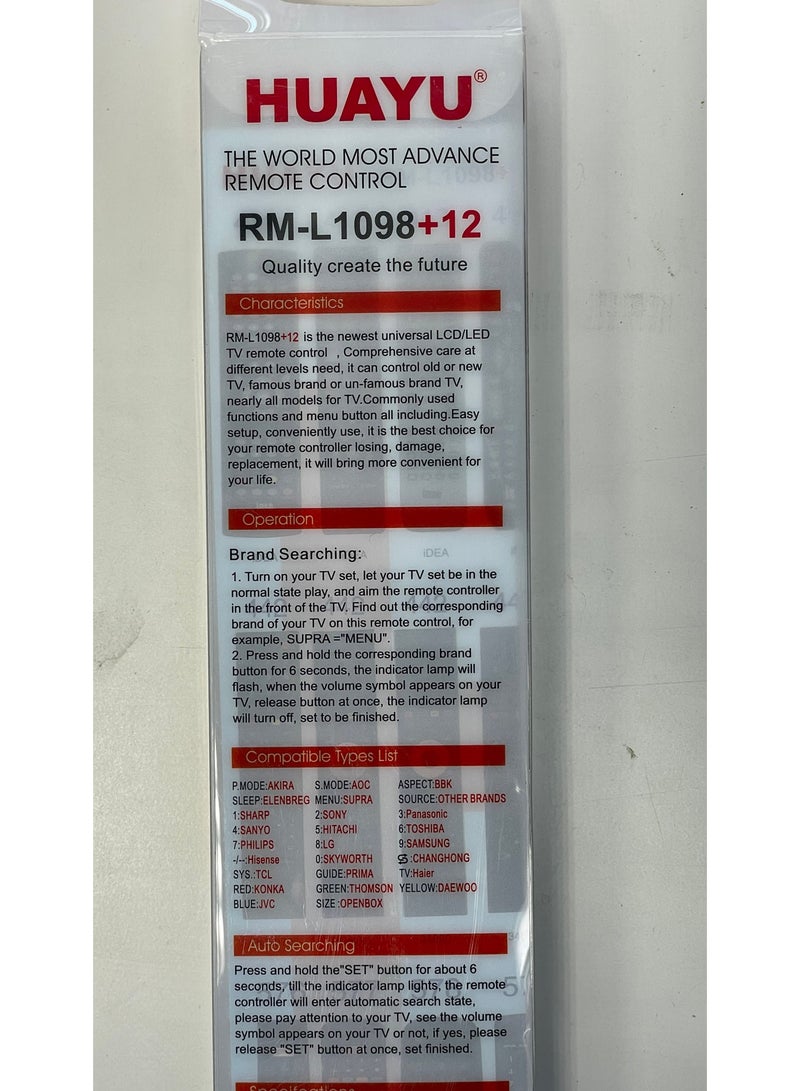 HUAYU®
THE WORLD MOST ADVANCE
REMOTE CONTROL
RM-L1098+12
Quality create the future
Characteristics
RM-L1098+12 is the newest universal LCD/LED
TV remote control , Comprehensive care at
different levels need, it can control old or new
TV, famous brand or un-famous brand TV,
nearly all models for TV.Commonly used
functions and menu button all including.Easy
setup, conveniently use, it is the best choice for
your remote controller losing, damage,
replacement, it will bring more convenient for
your life.
Operation
Brand Searching:
iDEA
1. Turn on your TV set, let your TV set be in the
normal state play, and aim the remote controller
in the front of the TV. Find out the corresponding
brand of your TV on this remote control, for
example, SUPRA ="MENU".
2. Press and hold the corresponding brand
button for 6 seconds, the indicator lamp will
flash, when the volume symbol appears on your
TV, release button at once, the indicator lamp
will turn off, set to be finished.
Compatible Types List
P.MODE:AKIRA S.MODE:AOC ASPECT:BBK
SLEEP:ELENBREG MENU:SUPRA SOURCE:OTHER BRANDS
1:SHARP 2:SONY 3:Panasonic
4:SANYO 5:HITACHI 6:TOSHIBA
7:PHILIPS 8:LG 9:SAMSUNG
-/--:Hisense 0:SKYWORTH :CHANGHONG
SYS.:TCL GUIDE:PRIMA TV:Haier
RED:KONKA GREEN:THOMSON YELLOW:DAEWOO
BLUE:JVC SIZE:OPENBOX
Auto Searching
Press and hold the"SET" button for about 6
seconds, till the indicator lamp lights, the remote
controller will enter automatic search state,
please pay attention to your TV, see the volume
symbol appears on your TV or not, if yes, please
release "SET" button at once, set finished.